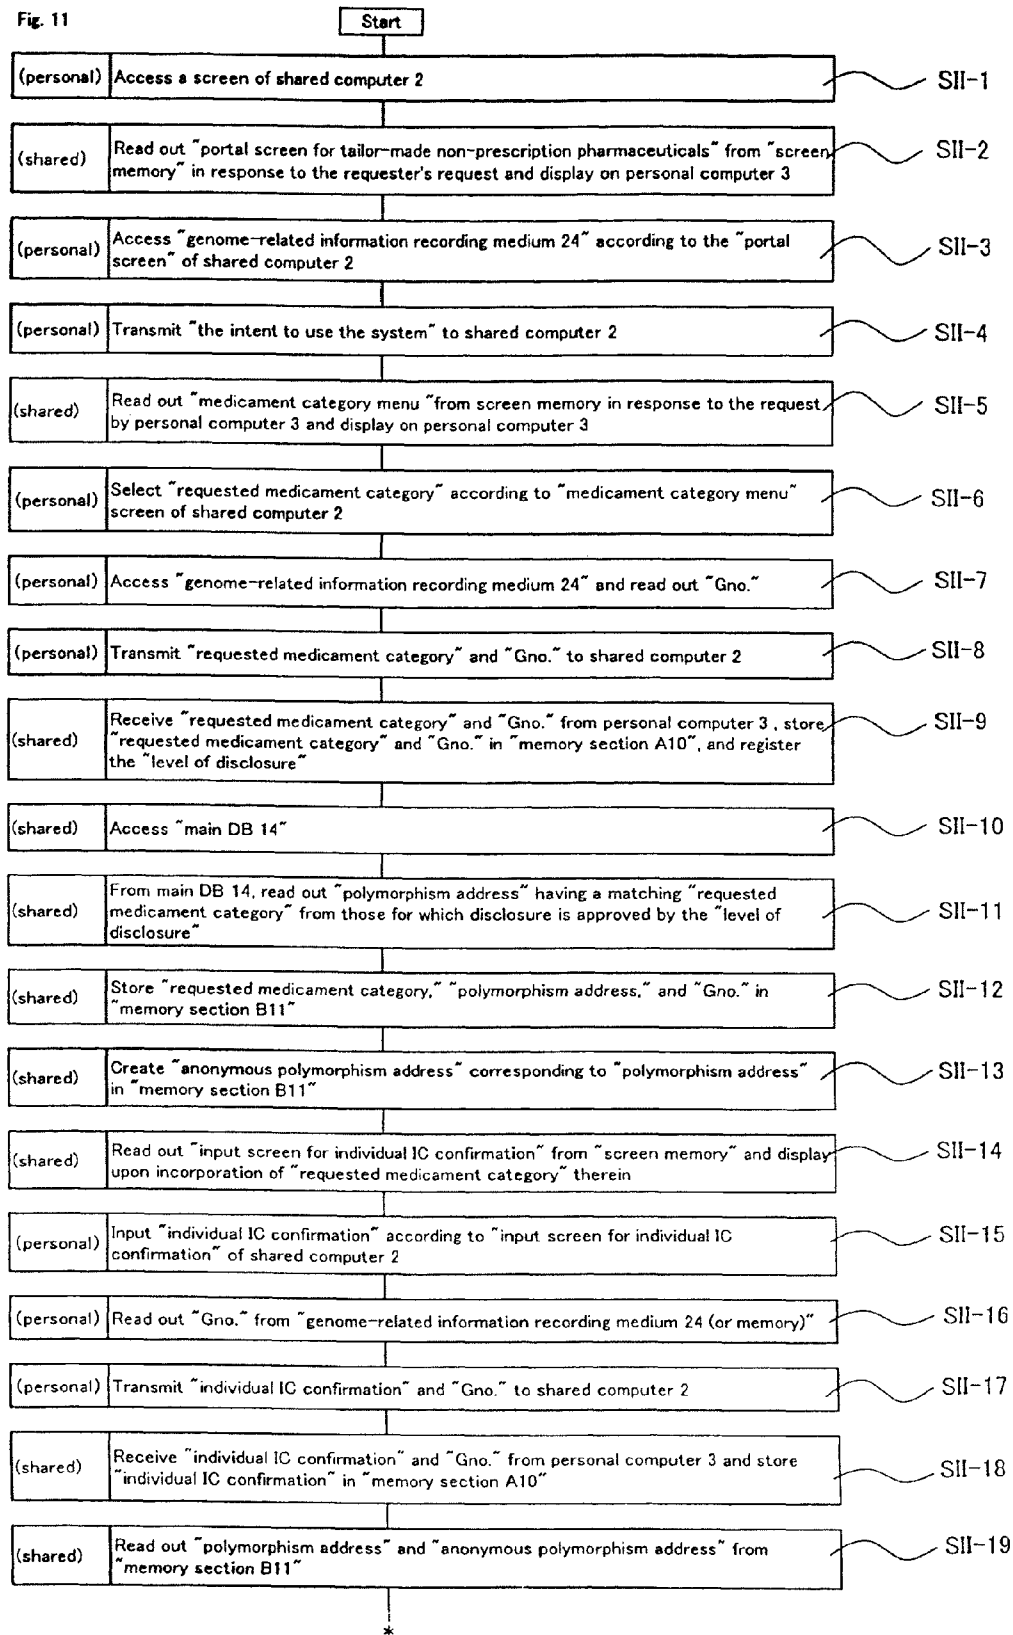 Fig. 11
Start
(personal) Access a screen of shared computer 2 SII-1
(shared) Read out "portal screen for tailor-made non-prescription pharmaceuticals" from "screen SII-2
memory" in response to the requester's request and display on personal computer 3
(personal) Access "genome-related information recording medium 24" according to the "portal SII-3
screen" of shared computer 2
(personal) Transmit "the intent to use the system" to shared computer 2 SII-4
(shared) Read out "medicament category menu "from screen memory in response to the request SII-5
by personal computer 3 and display on personal computer 3
(personal) Select "requested medicament category" according to "medicament category menu" SII-6
screen of shared computer 2
(personal) Access "genome-related information recording medium 24" and read out "Gno." SII-7
(personal) Transmit "requested medicament category" and "Gno." to shared computer 2 SII-8
(shared) Receive "requested medicament category" and "Gno." from personal computer 3 , store SII-9
"requested medicament category" and "Gno." in "memory section A10", and register
the "level of disclosure"
(shared) Access "main DB 14" SII-10
(shared) From main DB 14, read out "polymorphism address" having a matching "requested SII-11
medicament category" from those for which disclosure is approved by the "level of
disclosure"
(shared) Store "requested medicament category," "polymorphism address," and "Gno." in SII-12
"memory section B11"
(shared) Create "anonymous polymorphism address" corresponding to "polymorphism address" SII-13
in "memory section B11"
(shared) Read out "input screen for individual IC confirmation" from "screen memory" and display SII-14
upon incorporation of "requested medicament category" therein
(personal) Input "individual IC confirmation" according to "input screen for individual IC SII-15
confirmation" of shared computer 2
(personal) Read out "Gno." from "genome-related information recording medium 24 (or memory)" SII-16
(personal) Transmit "individual IC confirmation" and "Gno." to shared computer 2 SII-17
(shared) Receive "individual IC confirmation" and "Gno." from personal computer 3 and store SII-18
"individual IC confirmation" in "memory section A10"
(shared) Read out "polymorphism address" and "anonymous polymorphism address" from SII-19
"memory section B11"
*